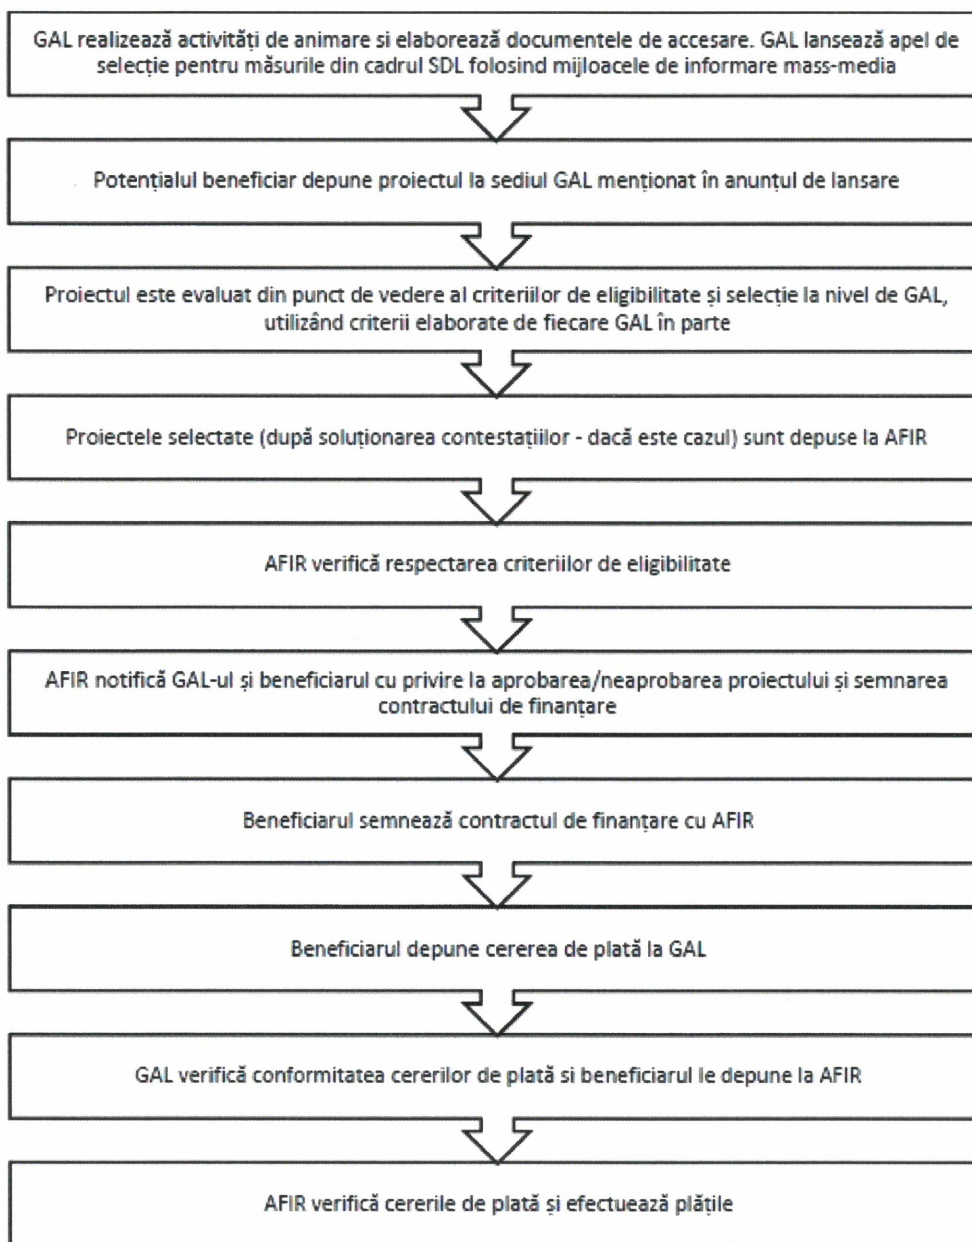 GAL realizează activități de animare si elaborează documentele de accesare. GAL lansează apel de
selecție pentru măsurile din cadrul SDL folosind mijloacele de informare mass-media
Potențialul beneficiar depune proiectul la sediul GAL menționat în anunțul de lansare
Proiectul este evaluat din punct de vedere al criteriilor de eligibilitate și selecție la nivel de GAL,
utilizând criterii elaborate de fiecare GAL în parte
Proiectele selectate (după soluționarea contestațiilor - dacă este cazul) sunt depuse la AFIR
AFIR verifică respectarea criteriilor de eligibilitate
AFIR notifică GAL-ul și beneficiarul cu privire la aprobarea/neaprobarea proiectului și semnarea
contractului de finanțare
Beneficiarul semnează contractul de finanțare cu AFIR
Beneficiarul depune cererea de plată la GAL
GAL verifică conformitatea cererilor de plată si beneficiarul le depune la AFIR
AFIR verifică cererile de plată și efectuează plățile